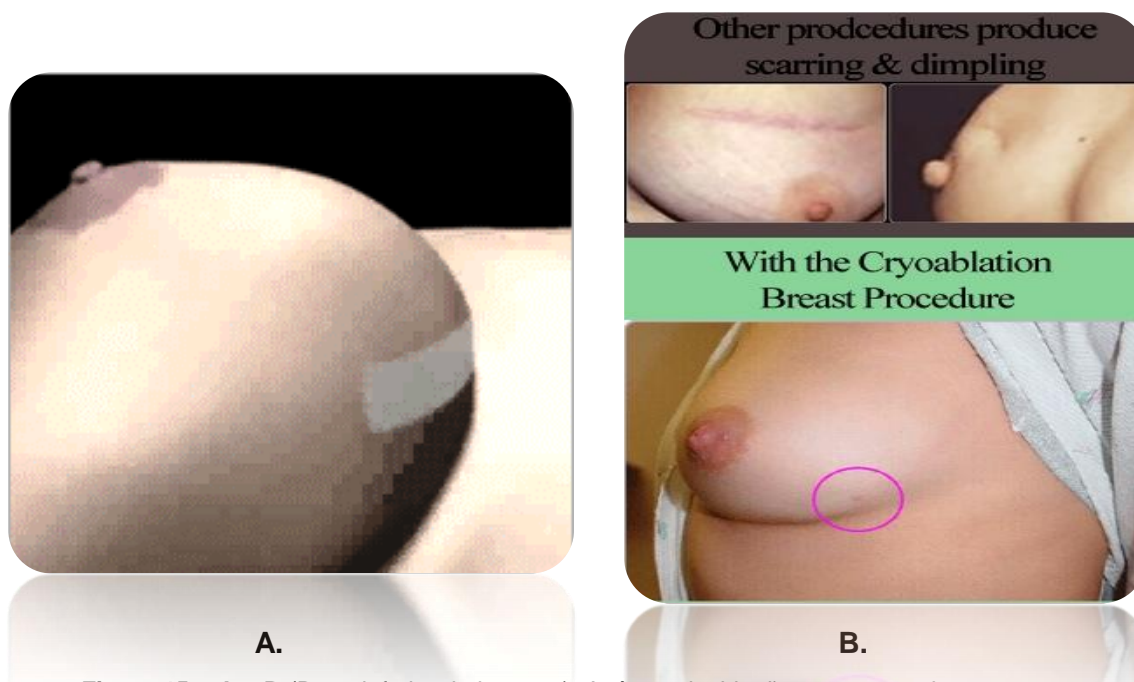 Other prodcedures produce
scarring & dimpling
With the Cryoablation
Breast Procedure
A.
B.